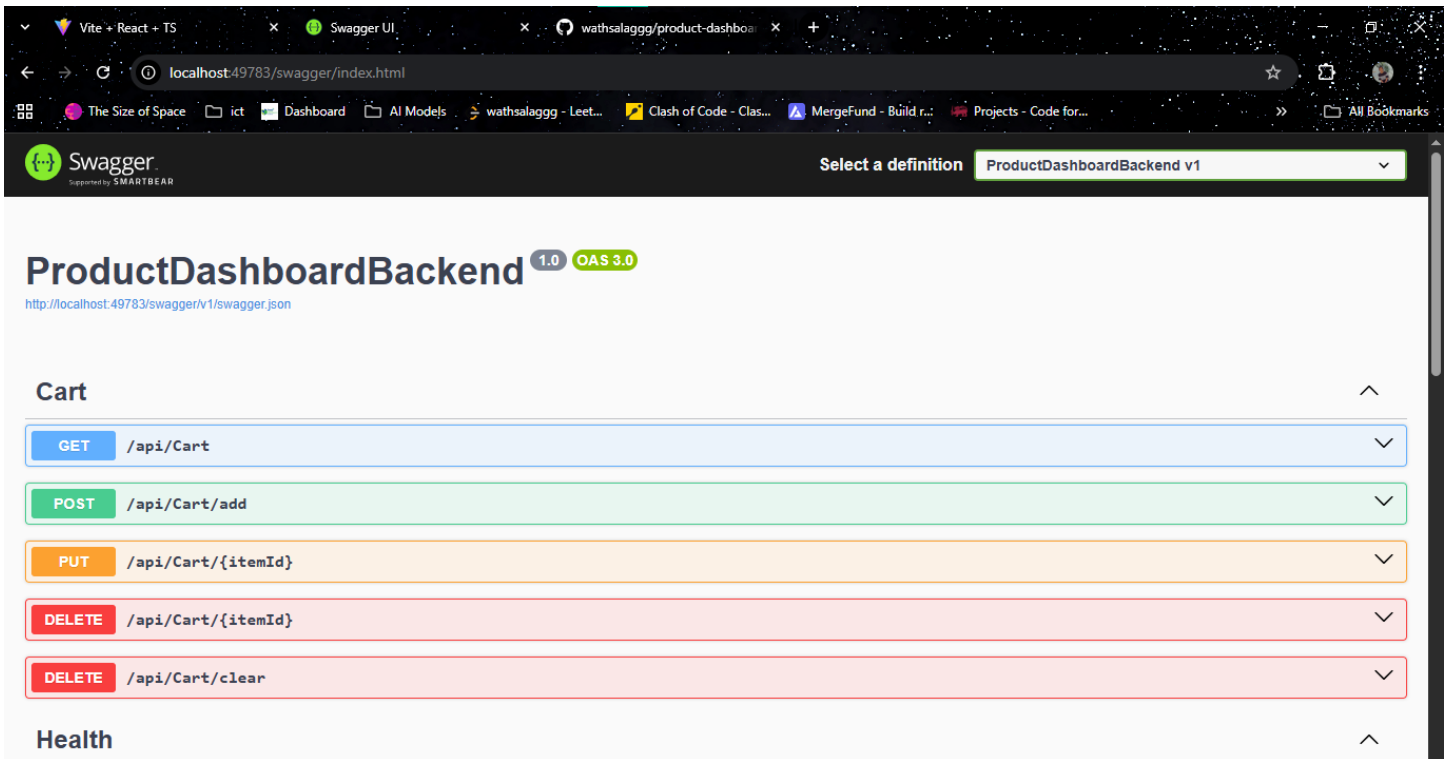 Vite + React + TS
Swagger UI
wathsalaggg/product-dashboar
localhost:49783/swagger/index.html
The Size of Space ict Dashboard AI Models wathsalaggg - Leet... Clash of Code - Clas... MergeFund - Build r... Projects - Code for... All Bookmarks
Swagger.
Supported by SMARTBEAR
Select a definition
ProductDashboardBackend v1
ProductDashboardBackend 1.0 OAS 3.0
http://localhost:49783/swagger/v1/swagger.json
Cart
GET /api/Cart
POST /api/Cart/add
PUT /api/Cart/{itemId}
DELETE /api/Cart/{itemId}
DELETE /api/Cart/clear
Health